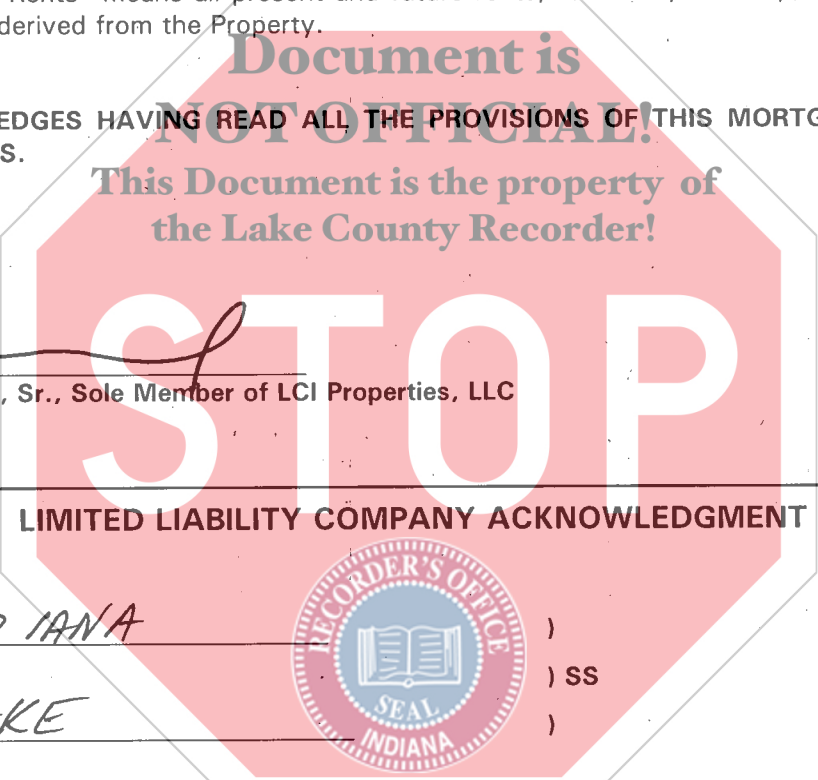 derived from the Property.
Document is
EDGES HAVING READ ALL THE PROVISIONS OF THIS MORTG
NOT OFFICIAL!
S.
This Document is the property of
the Lake County Recorder!
STOP
, Sr., Sole Member of LCI Properties, LLC
LIMITED LIABILITY COMPANY ACKNOWLEDGMENT
IANA )
) SS
KE )
RECORDER'S OFFICE
SEAL
INDIANA